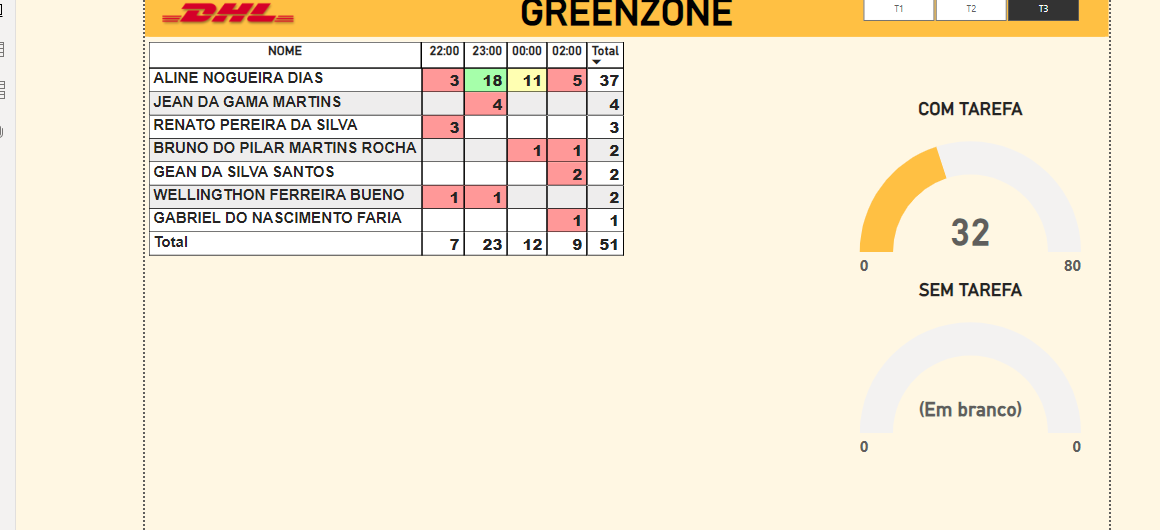 DHL GREENZONE T1 T2 T3
NOME 22:00 23:00 00:00 02:00 Total
ALINE NOGUEIRA DIAS 3 18 11 5 37
JEAN DA GAMA MARTINS 4 4
RENATO PEREIRA DA SILVA 3 3
BRUNO DO PILAR MARTINS ROCHA 1 1 2
GEAN DA SILVA SANTOS 2 2
WELLINGTHON FERREIRA BUENO 1 1 2
GABRIEL DO NASCIMENTO FARIA 1 1
Total 7 23 12 9 51
COM TAREFA
32
0 80
SEM TAREFA
(Em branco)
0 0